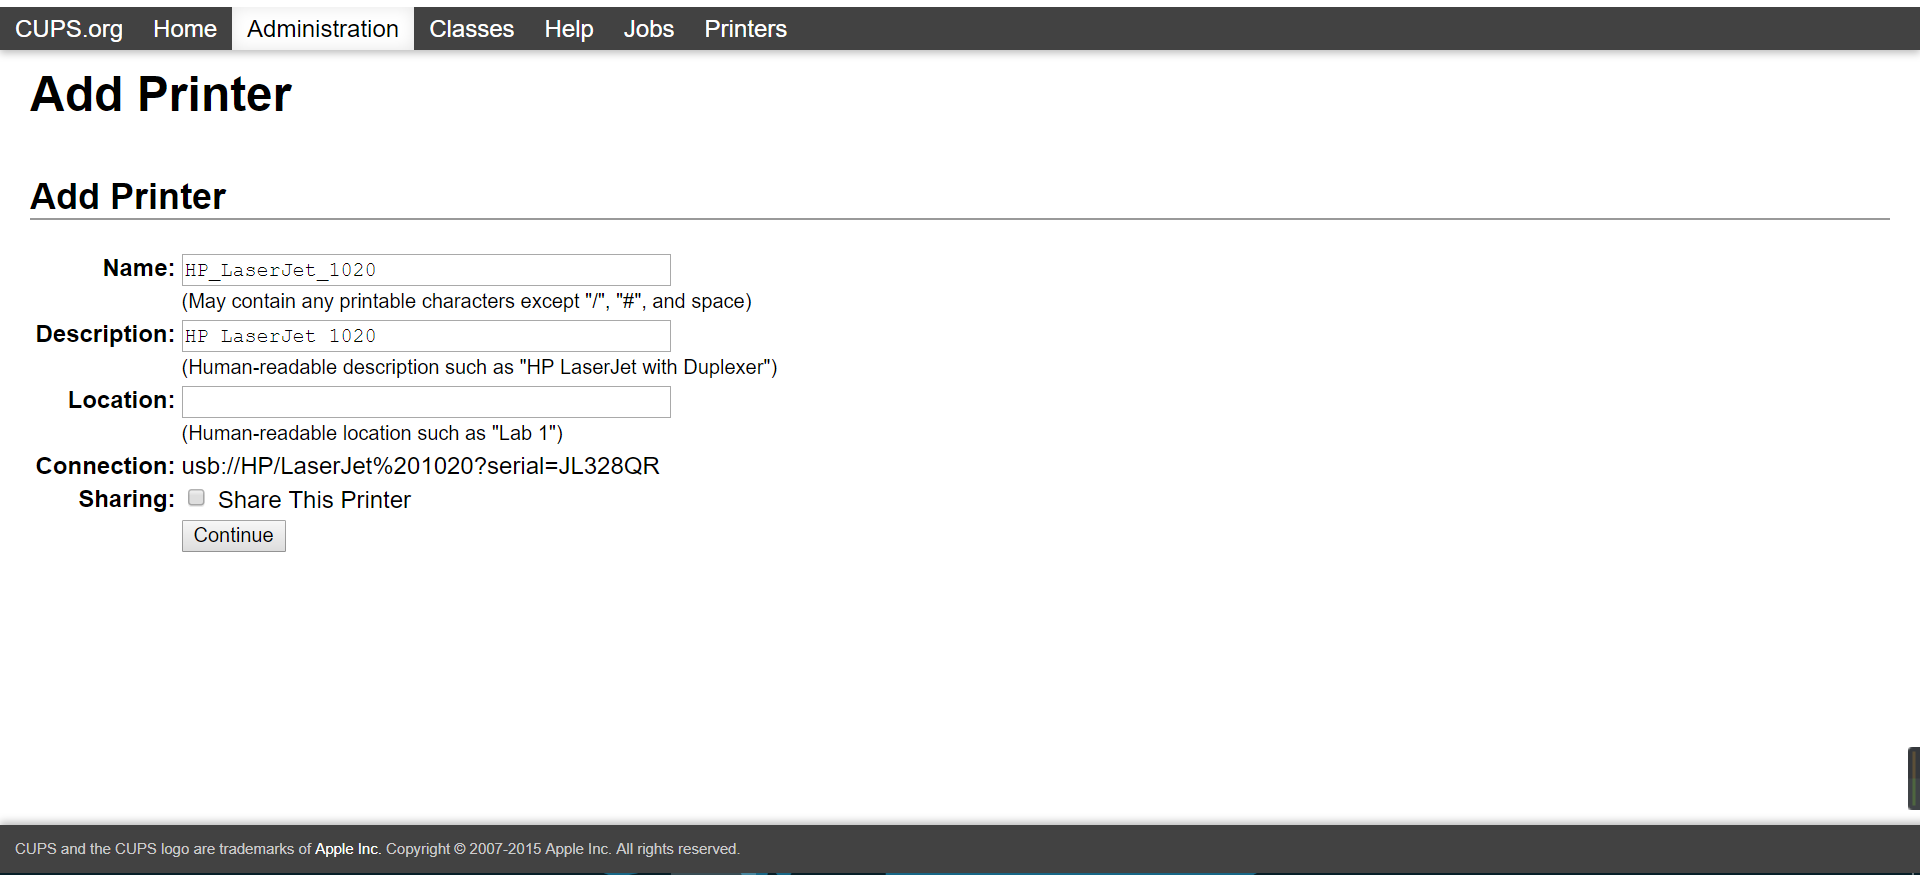 CUPS.org Home Administration Classes Help Jobs Printers
Add Printer
Add Printer
Name: HP_LaserJet_1020
(May contain any printable characters except "/", "#", and space)
Description: HP LaserJet 1020
(Human-readable description such as "HP LaserJet with Duplexer")
Location:
(Human-readable location such as "Lab 1")
Connection: usb://HP/LaserJet%201020?serial=JL328QR
Sharing: Share This Printer
Continue
CUPS and the CUPS logo are trademarks of Apple Inc. Copyright © 2007-2015 Apple Inc. All rights reserved.